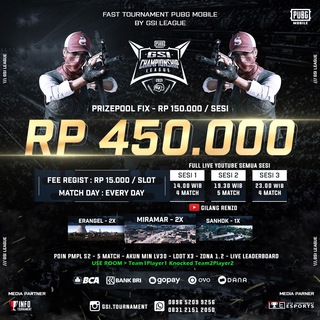 FAST TOURNAMENT PUBG MOBILE
BY GSI LEAGUE
PUBG
MOBILE
/// GSI LEAGUE
/// GSI LEAGUE
GSI
CHAMPIONSHIP
LEAGUE
PRIZEPOOL FIX - RP 150.000 / SESI
RP 450.000
FULL LIVE YOUTUBE SEMUA SESI
FEE REGIST : RP 15.000 / SLOT
MATCH DAY : EVERY DAY
SESI 1
14.00 WIB
4 MATCH
SESI 2
19.30 WIB
5 MATCH
SESI 3
23.00 WIB
4 MATCH
GILANG RENZO
ERANGEL - 2X
MIRAMAR - 2X
SANHOK - 1X
POIN PMPL S2 - 5 MATCH - AKUN MIN LV30 - LOOT X3 - ZONA 1.2 - LIVE LEADERBOARD
USE ROOM > Team1Player1 Knocked Team2Player2
BCA
BANK BRI
gopay
OVO
DANA
MEDIA PARTNER
INFO
TOURNAMENT
GSI.TOURNAMENT
0831 2151 2050
MEDIA PARTNER
ESPORTS